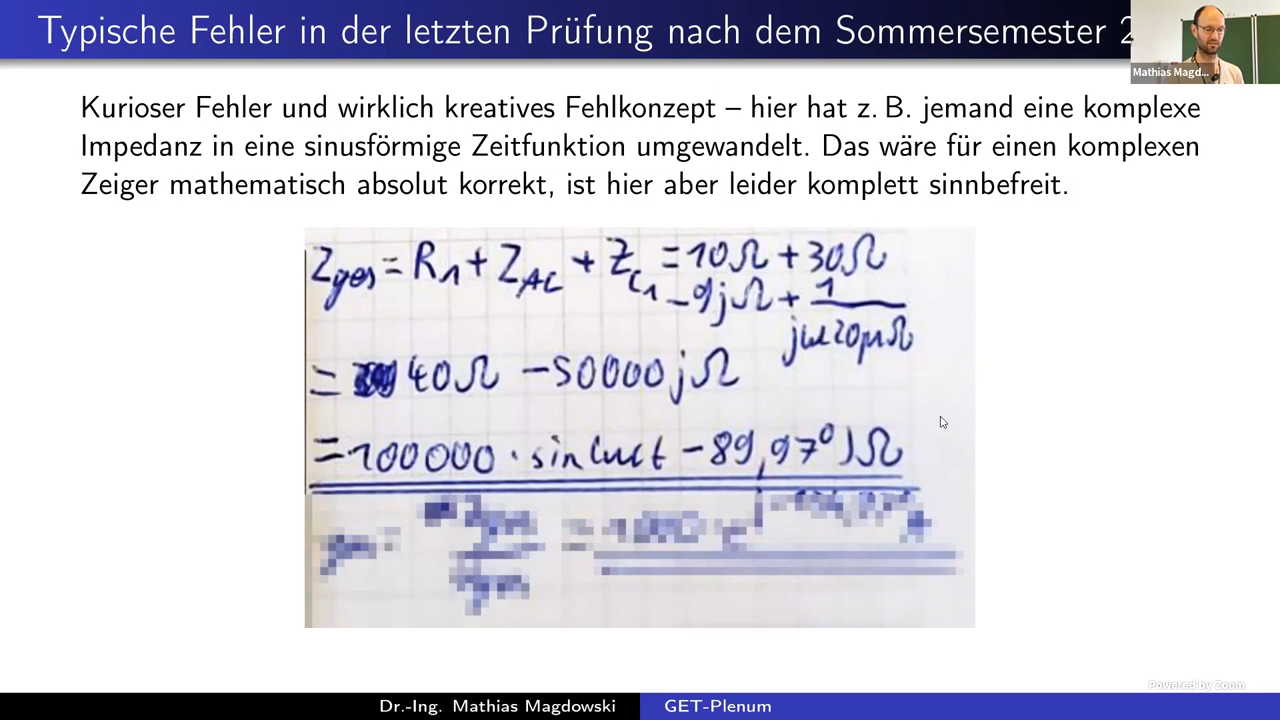 Typische Fehler in der letzten Prüfung nach dem Sommersemester 2
Mathias Magd...
Kurioser Fehler und wirklich kreatives Fehlkonzept – hier hat z. B. jemand eine komplexe
Impedanz in eine sinusförmige Zeitfunktion umgewandelt. Das wäre für einen komplexen
Zeiger mathematisch absolut korrekt, ist hier aber leider komplett sinnbefreit.
Zges = R1 + ZAC + ZC1 = 10Ω + 30Ω
- 9jΩ + 1
jω20μΩ
= 40Ω - 50000jΩ
= 100000 · sin(ωt - 89,97°)Ω
Powered by Zoom
Dr.-Ing. Mathias Magdowski GET-Plenum